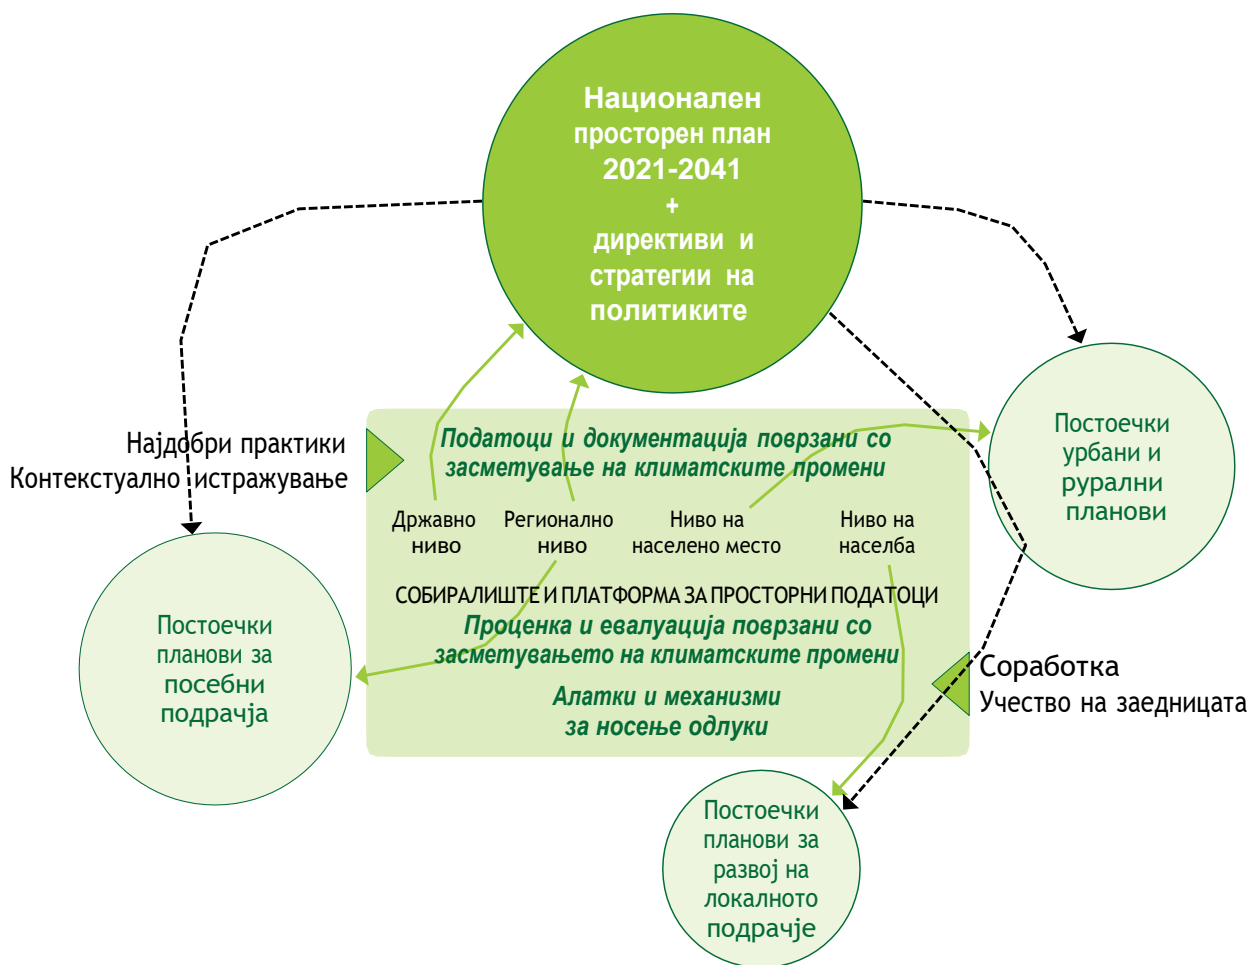 Национален
просторен план
2021-2041
+
директиви и
стратегии на
политиките
Најдобри практики
Контекстуално истражување
Податоци и документација поврзани со
засметување на климатските промени
Постоечки
урбани и
рурални
планови
Државно
ниво
Регионално
ниво
Ниво на
населено место
Ниво на
населба
СОБИРАЛИШТЕ И ПЛАТФОРМА ЗА ПРОСТОРНИ ПОДАТОЦИ
Проценка и евалуација поврзани со
засметувањето на климатските промени
Алатки и механизми
за носење одлуки
Постоечки
планови за
посебни
подрачја
Соработка
Учество на заедницата
Постоечки
планови за
развој на
локалното
подрачје